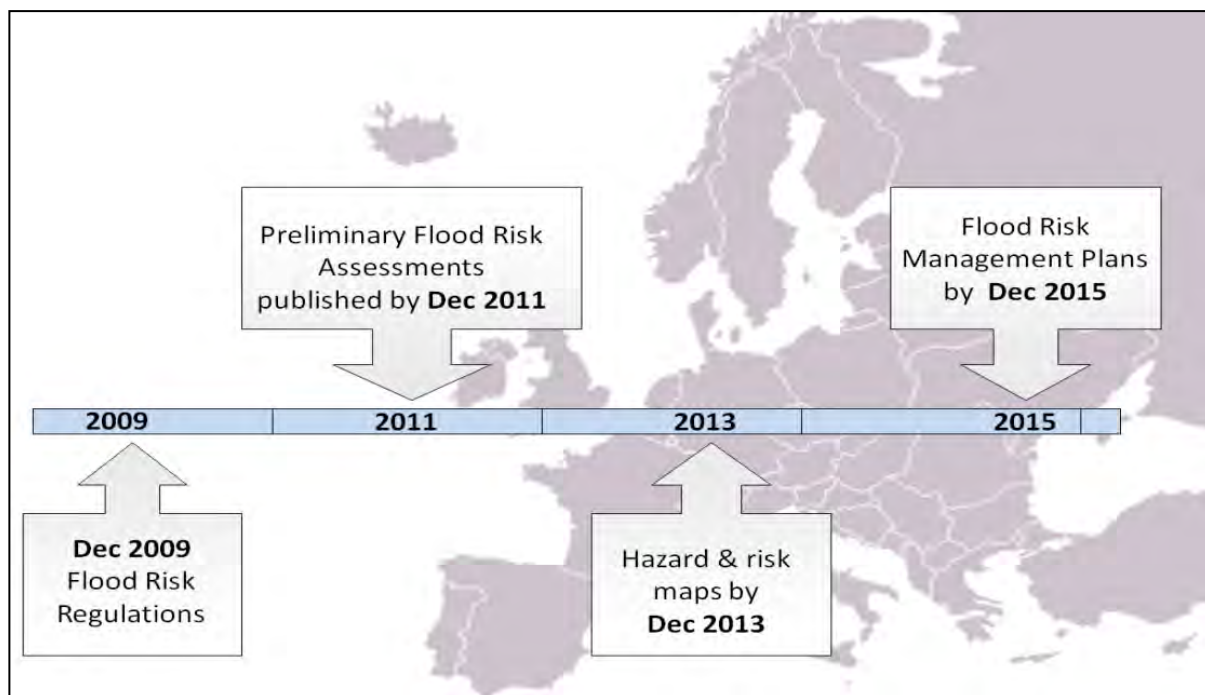 Preliminary Flood Risk
Assessments
published by Dec 2011
Flood Risk
Management Plans
by Dec 2015
2009
2011
2013
2015
Dec 2009
Flood Risk
Regulations
Hazard & risk
maps by
Dec 2013